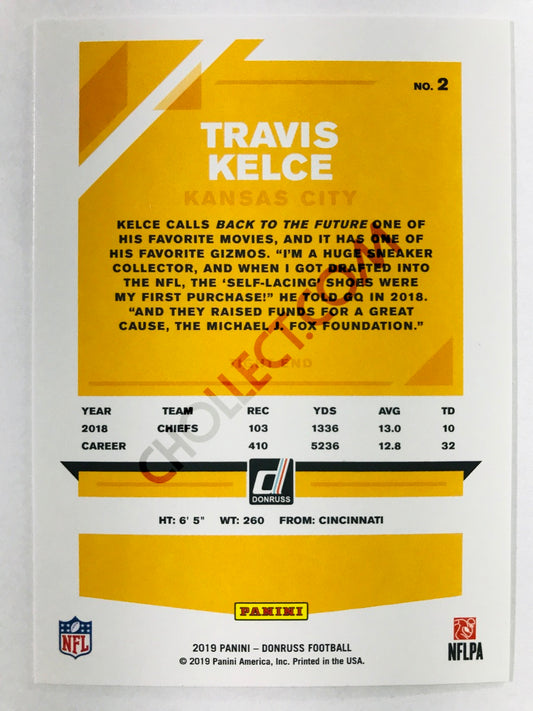 NO. 2
TRAVIS
KELCE
KANSAS CITY
KELCE CALLS BACK TO THE FUTURE ONE OF
HIS FAVORITE MOVIES, AND IT HAS ONE OF
HIS FAVORITE GIZMOS. “I’M A HUGE SNEAKER
COLLECTOR, AND WHEN I GOT DRAFTED INTO
THE NFL, THE ‘SELF-LACING’ SHOES WERE
MY FIRST PURCHASE!” HE TOLD GQ IN 2018.
“AND THEY RAISED FUNDS FOR A GREAT
CAUSE, THE MICHAEL J. FOX FOUNDATION.”
TIGHT END
YEAR TEAM REC YDS AVG TD
2018 CHIEFS 103 1336 13.0 10
CAREER 410 5236 12.8 32
CHOLLECT.COM
DONRUSS
HT: 6' 5" WT: 260 FROM: CINCINNATI
PANINI
NFL
NFLPA
2019 PANINI – DONRUSS FOOTBALL
© 2019 Panini America, Inc. Printed in the USA.